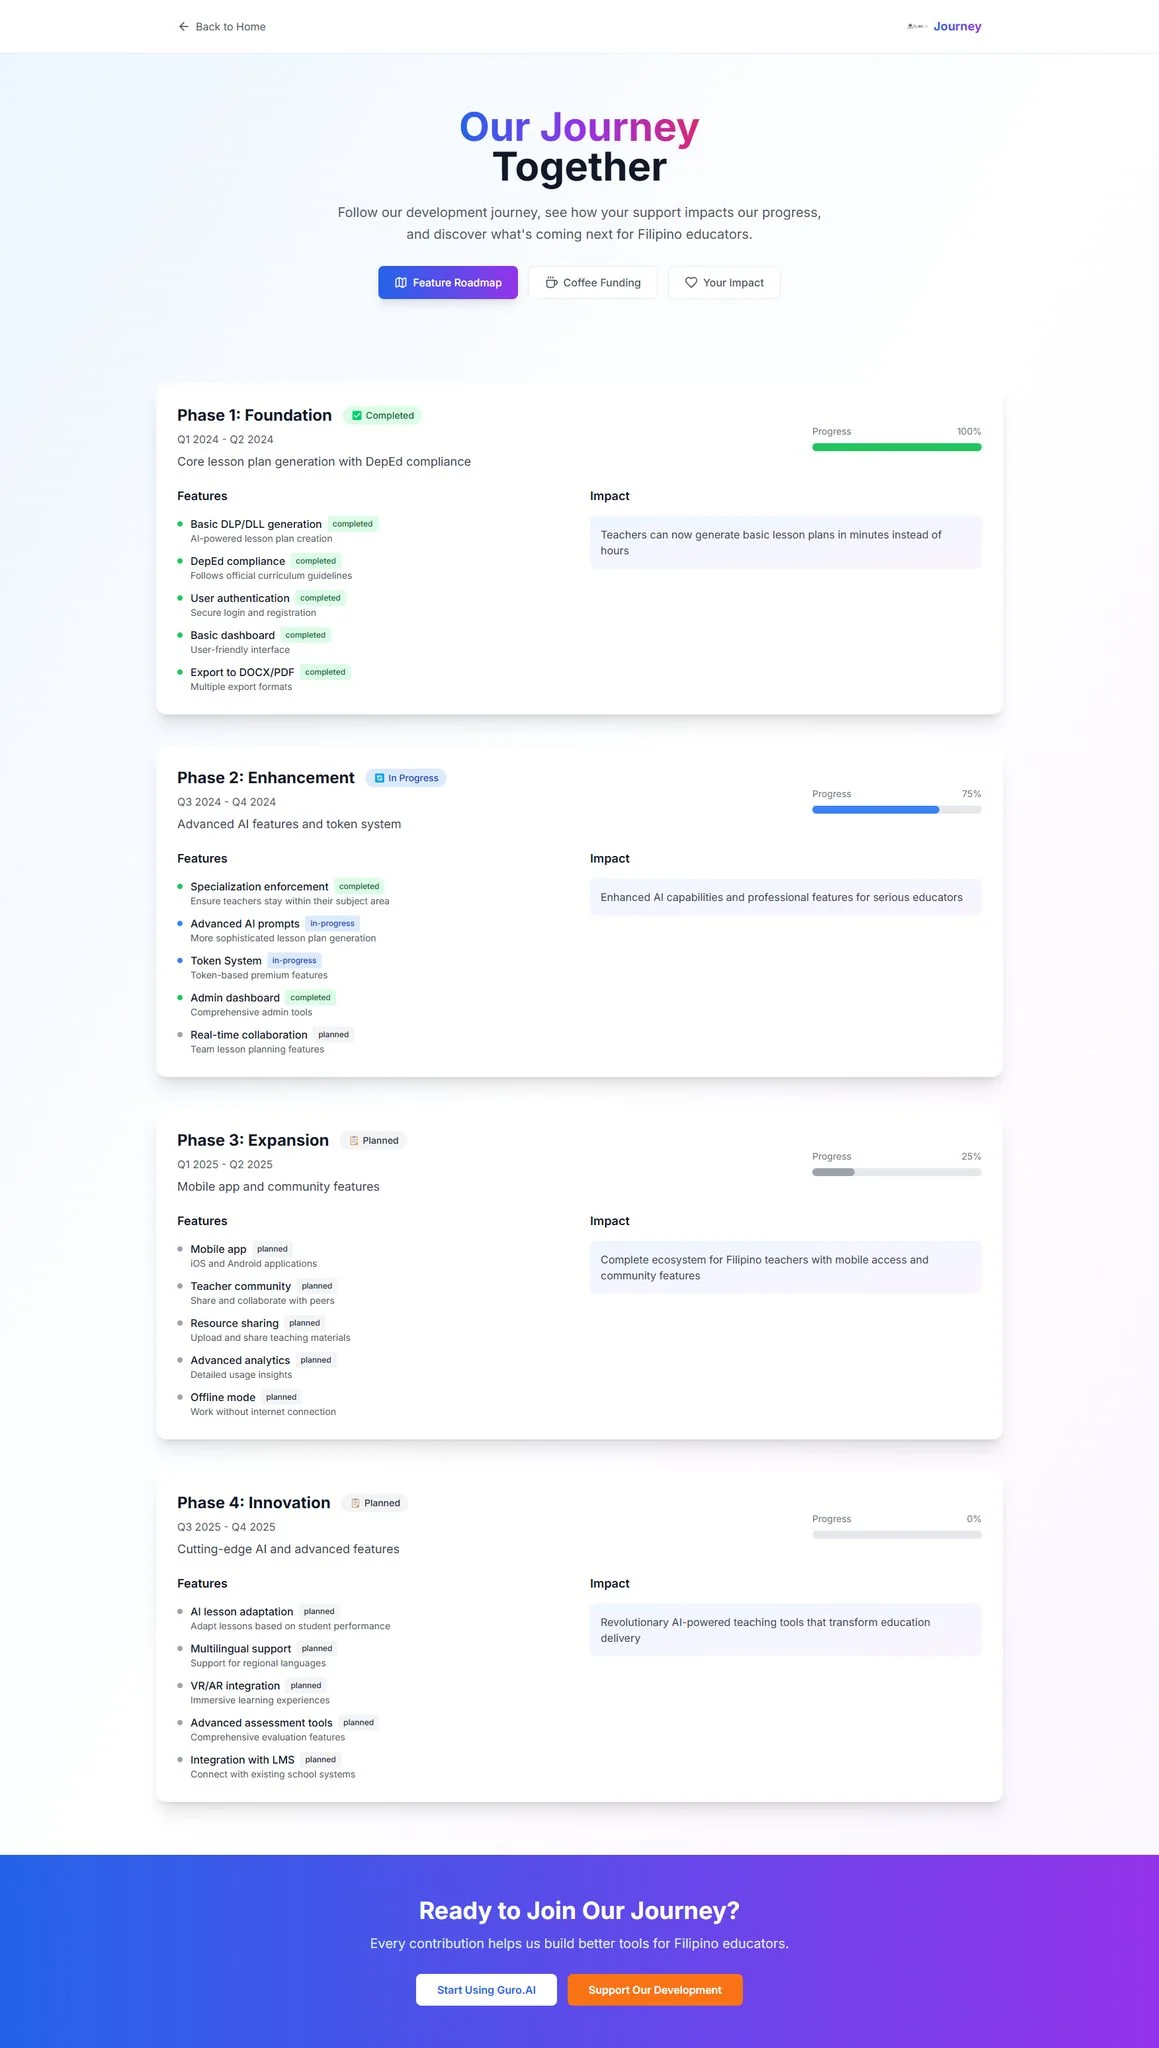 Back to Home
Journey
Our Journey
Together
Follow our development journey, see how your support impacts our progress,
and discover what's coming next for Filipino educators.
Feature Roadmap
Coffee Funding
Your Impact
Phase 1: Foundation
Completed
Q1 2024 - Q2 2024
Core lesson plan generation with DepEd compliance
Progress
100%
Features
Basic DLP/DLL generation
completed
AI-powered lesson plan creation
DepEd compliance
completed
Follows official curriculum guidelines
User authentication
completed
Secure login and registration
Basic dashboard
completed
User-friendly interface
Export to DOCX/PDF
completed
Multiple export formats
Impact
Teachers can now generate basic lesson plans in minutes instead of
hours
Phase 2: Enhancement
In Progress
Q3 2024 - Q4 2024
Advanced AI features and token system
Progress
75%
Features
Specialization enforcement
completed
Ensure teachers stay within their subject area
Advanced AI prompts
in-progress
More sophisticated lesson plan generation
Token System
in-progress
Token-based premium features
Admin dashboard
completed
Comprehensive admin tools
Real-time collaboration
planned
Team lesson planning features
Impact
Enhanced AI capabilities and professional features for serious educators
Phase 3: Expansion
Planned
Q1 2025 - Q2 2025
Mobile app and community features
Progress
25%
Features
Mobile app
planned
iOS and Android applications
Teacher community
planned
Share and collaborate with peers
Resource sharing
planned
Upload and share teaching materials
Advanced analytics
planned
Detailed usage insights
Offline mode
planned
Work without internet connection
Impact
Complete ecosystem for Filipino teachers with mobile access and
community features
Phase 4: Innovation
Planned
Q3 2025 - Q4 2025
Cutting-edge AI and advanced features
Progress
0%
Features
AI lesson adaptation
planned
Adapt lessons based on student performance
Multilingual support
planned
Support for regional languages
VR/AR integration
planned
Immersive learning experiences
Advanced assessment tools
planned
Comprehensive evaluation features
Integration with LMS
planned
Connect with existing school systems
Impact
Revolutionary AI-powered teaching tools that transform education
delivery
Ready to Join Our Journey?
Every contribution helps us build better tools for Filipino educators.
Start Using Guro.AI
Support Our Development